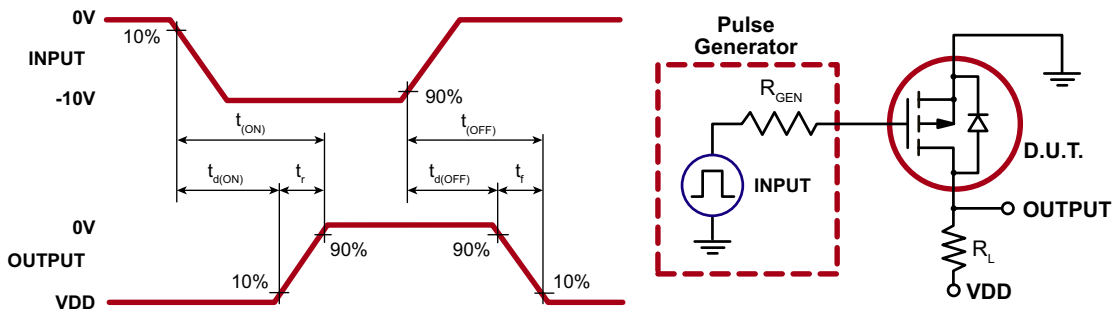 0V
10%
INPUT
-10V
90%
t(ON)
t(OFF)
td(ON)
tr
td(OFF)
tf
0V
90%
90%
OUTPUT
10%
10%
VDD
Pulse
Generator
RGEN
INPUT
D.U.T.
OUTPUT
RL
VDD